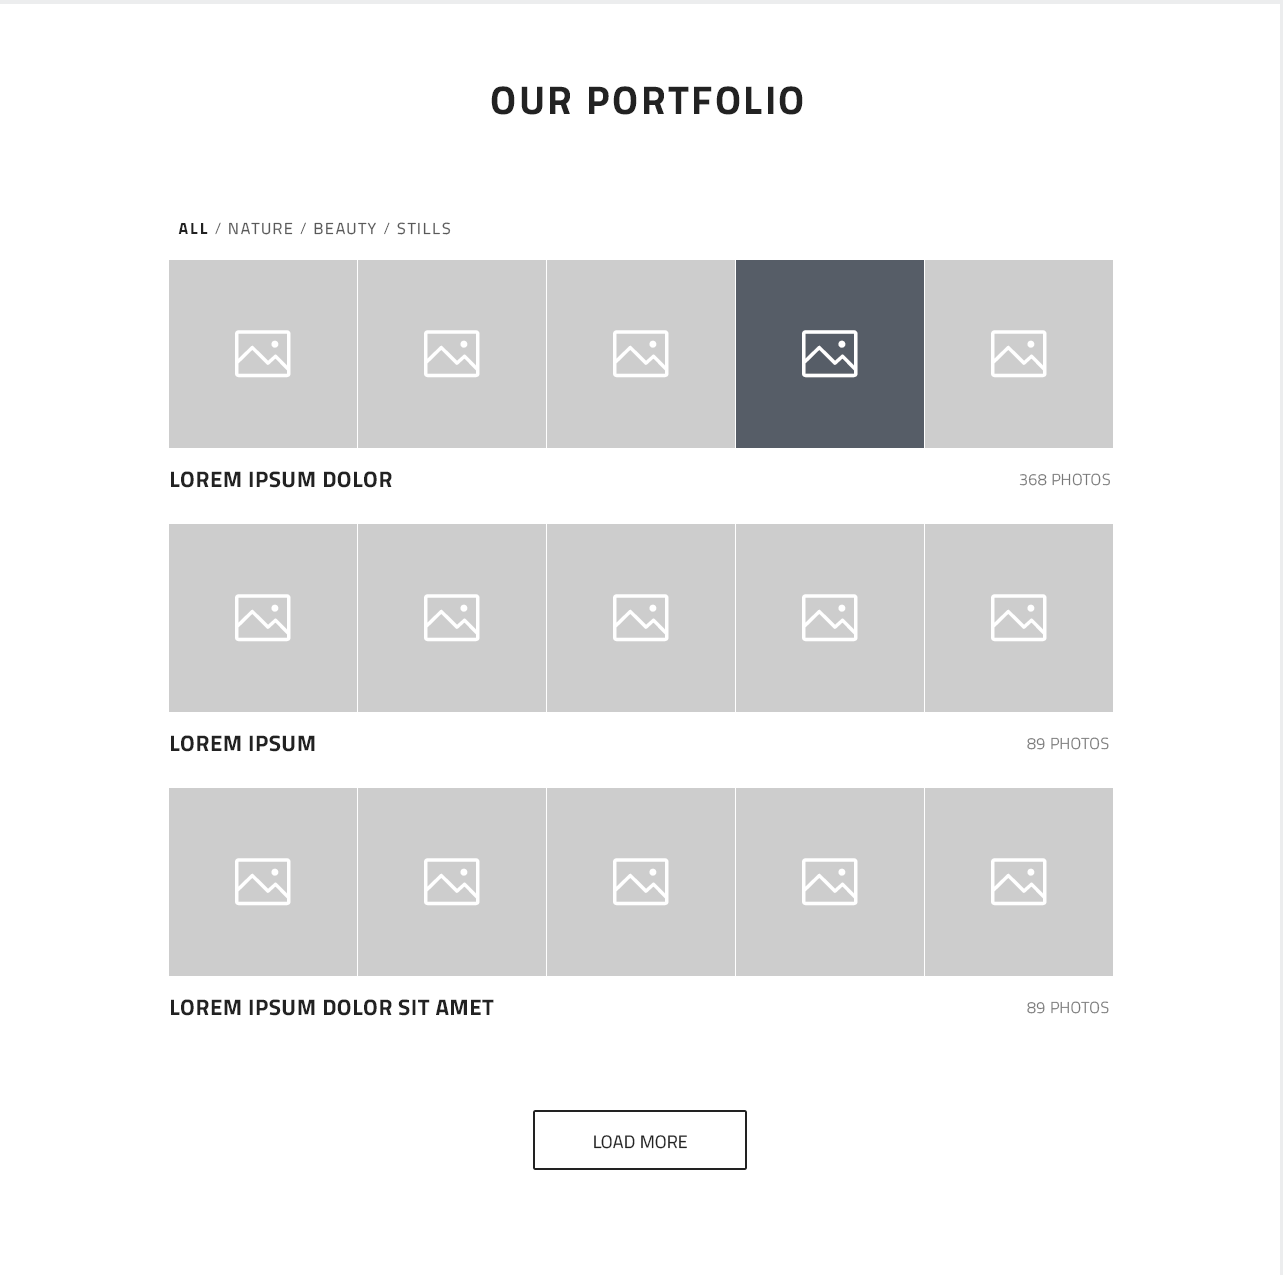 OUR PORTFOLIO
ALL / NATURE / BEAUTY / STILLS
LOREM IPSUM DOLOR
368 PHOTOS
LOREM IPSUM
89 PHOTOS
LOREM IPSUM DOLOR SIT AMET
89 PHOTOS
LOAD MORE